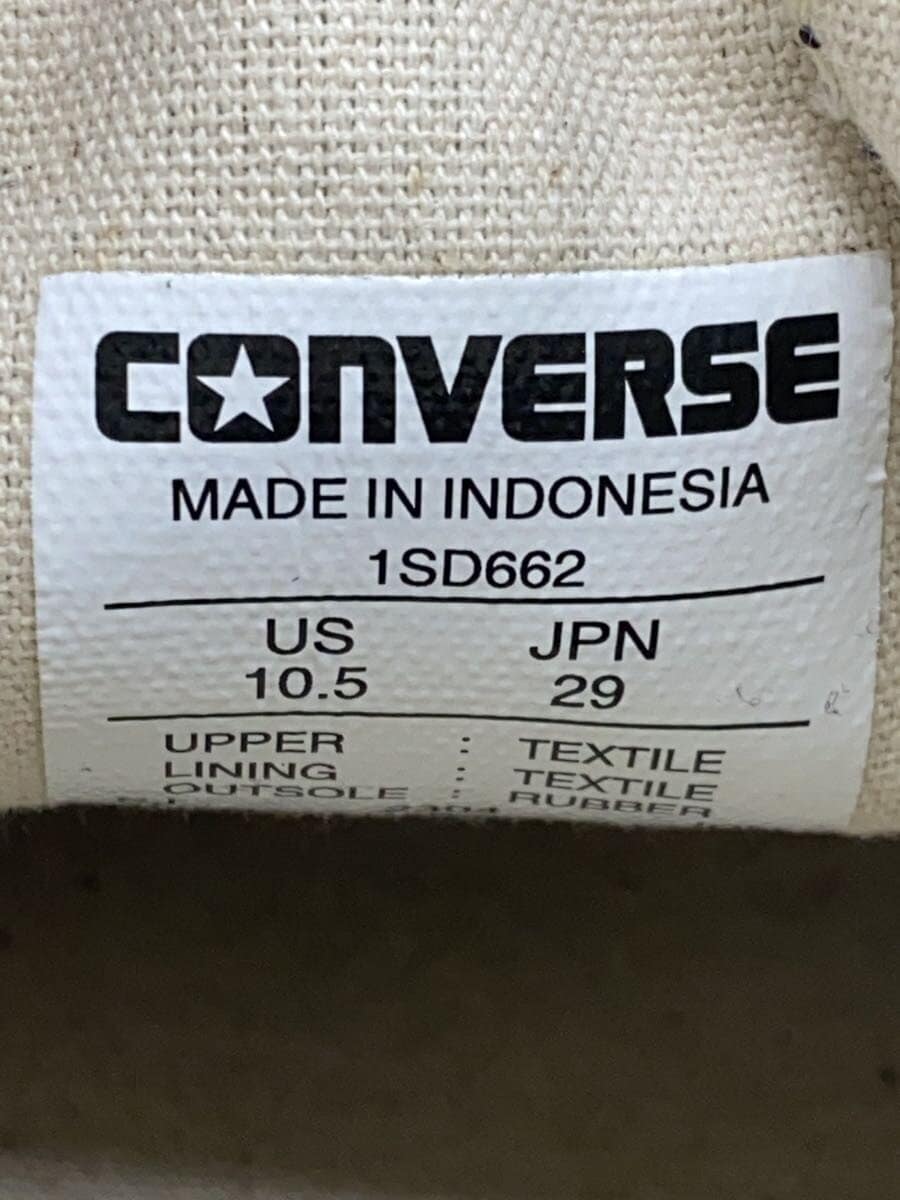 CONVERSE
MADE IN INDONESIA
1SD662
US JPN
10.5 29
UPPER : TEXTILE
LINING : TEXTILE
OUTSOLE : RUBBER